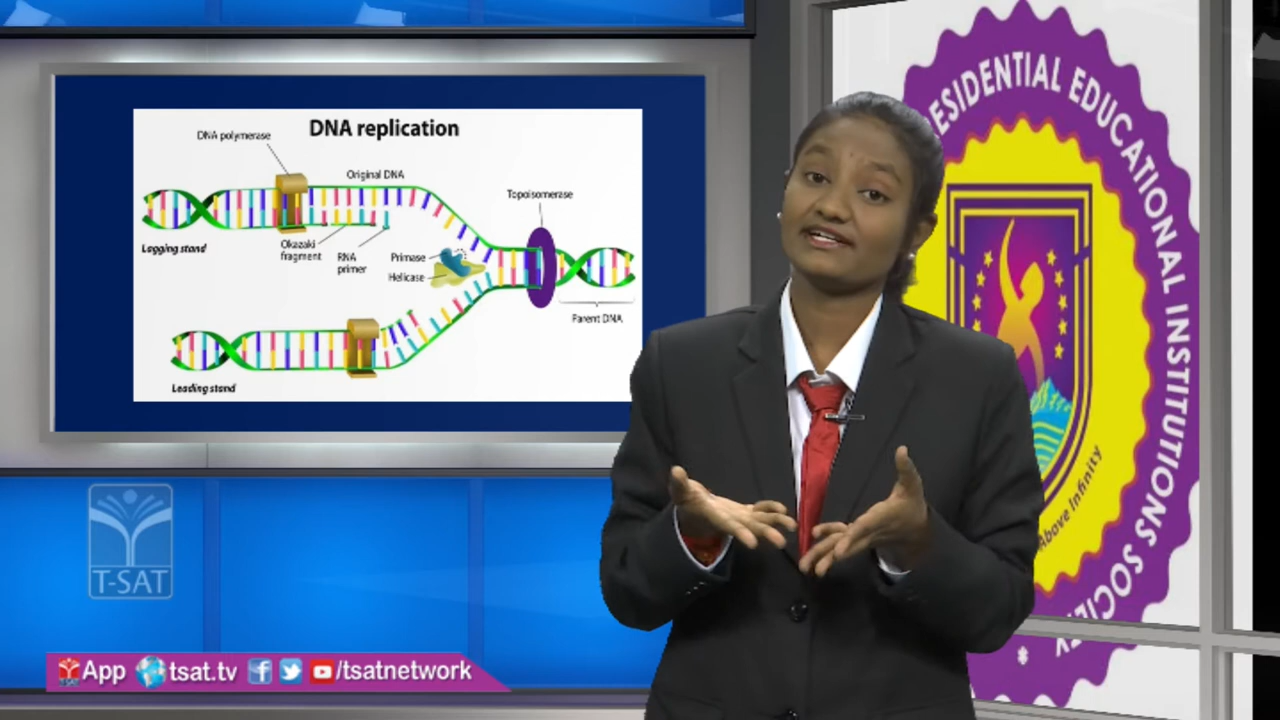 DNA replication
DNA polymerase
Original DNA
Topoisomerase
Lagging stand
Okazaki
fragment
RNA
primer
Primase
Helicase
Parent DNA
Leading stand
T-SAT
App tsat.tv /tsatnetwork
RESIDENTIAL EDUCATIONAL INSTITUTIONS SOCIETY
Above Infinity